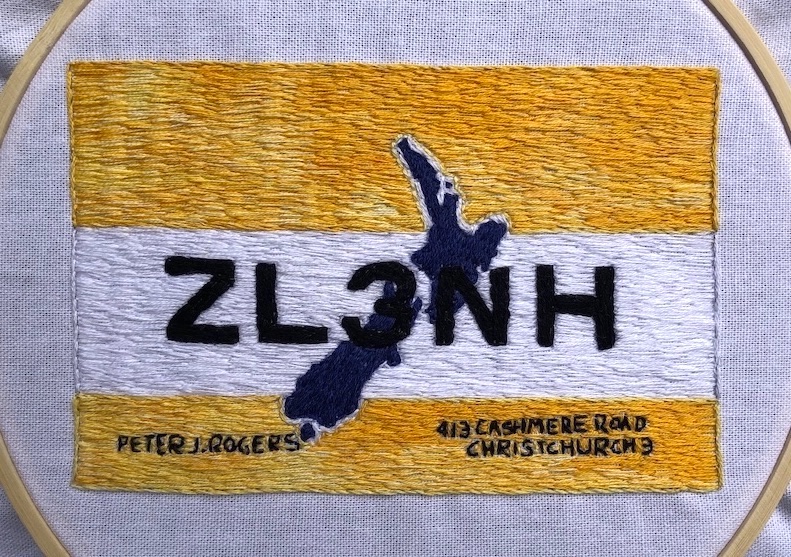 ZL3NH
PETER J. ROGERS
413 CASHMERE ROAD
CHRISTCHURCH 3